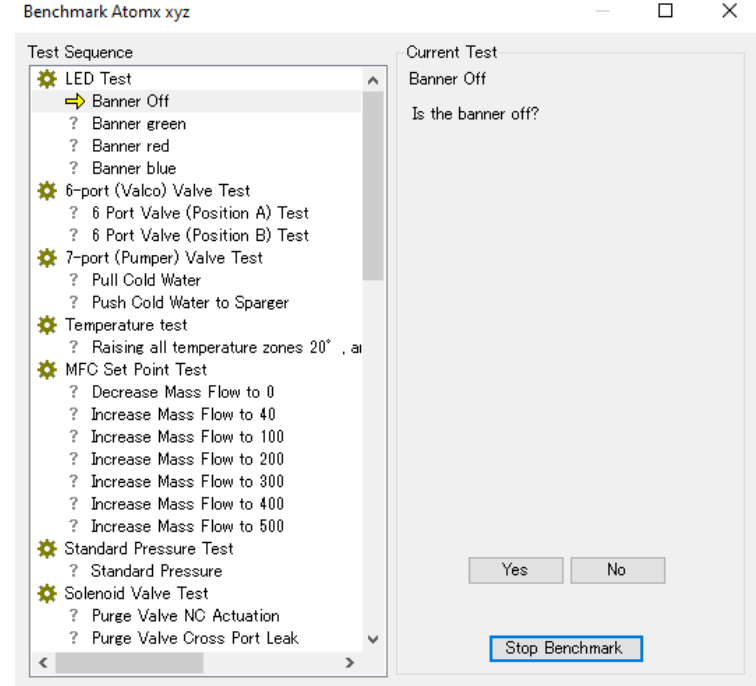 Benchmark Atomx xyz
Test Sequence
LED Test
Banner Off
? Banner green
? Banner red
? Banner blue
6-port (Valco) Valve Test
? 6 Port Valve (Position A) Test
? 6 Port Valve (Position B) Test
7-port (Pumper) Valve Test
? Pull Cold Water
? Push Cold Water to Sparger
Temperature test
? Raising all temperature zones 20°, a
MFC Set Point Test
? Decrease Mass Flow to 0
? Increase Mass Flow to 40
? Increase Mass Flow to 100
? Increase Mass Flow to 200
? Increase Mass Flow to 300
? Increase Mass Flow to 400
? Increase Mass Flow to 500
Standard Pressure Test
? Standard Pressure
Solenoid Valve Test
? Purge Valve NC Actuation
? Purge Valve Cross Port Leak
Current Test
Banner Off
Is the banner off?
Yes No
Stop Benchmark